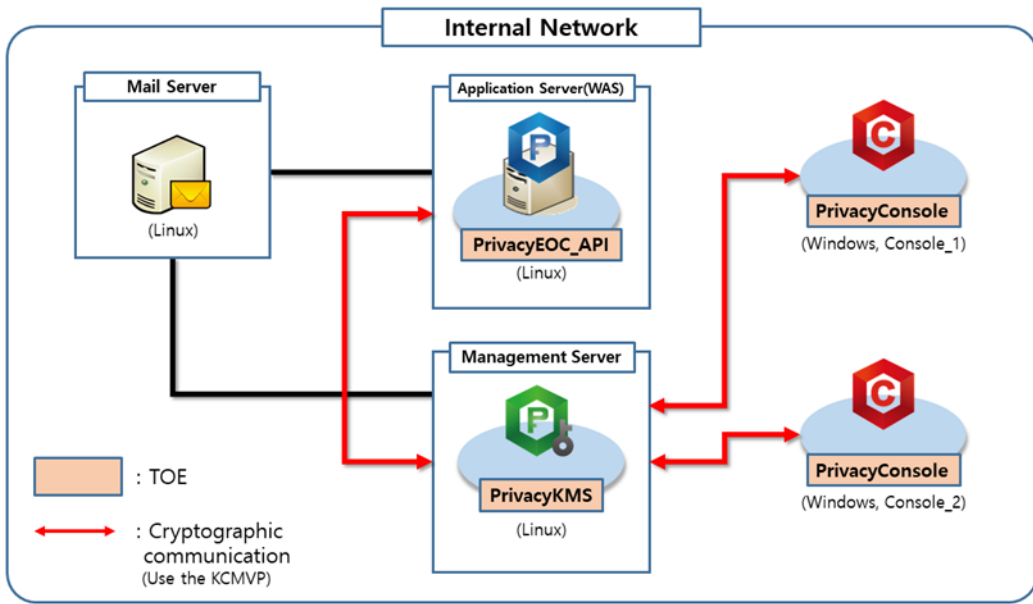 Internal Network
Mail Server
(Linux)
Application Server(WAS)
P
PrivacyEOC_API
(Linux)
C
PrivacyConsole
(Windows, Console_1)
Management Server
P
PrivacyKMS
(Linux)
C
PrivacyConsole
(Windows, Console_2)
: TOE
: Cryptographic
communication
(Use the KCMVP)